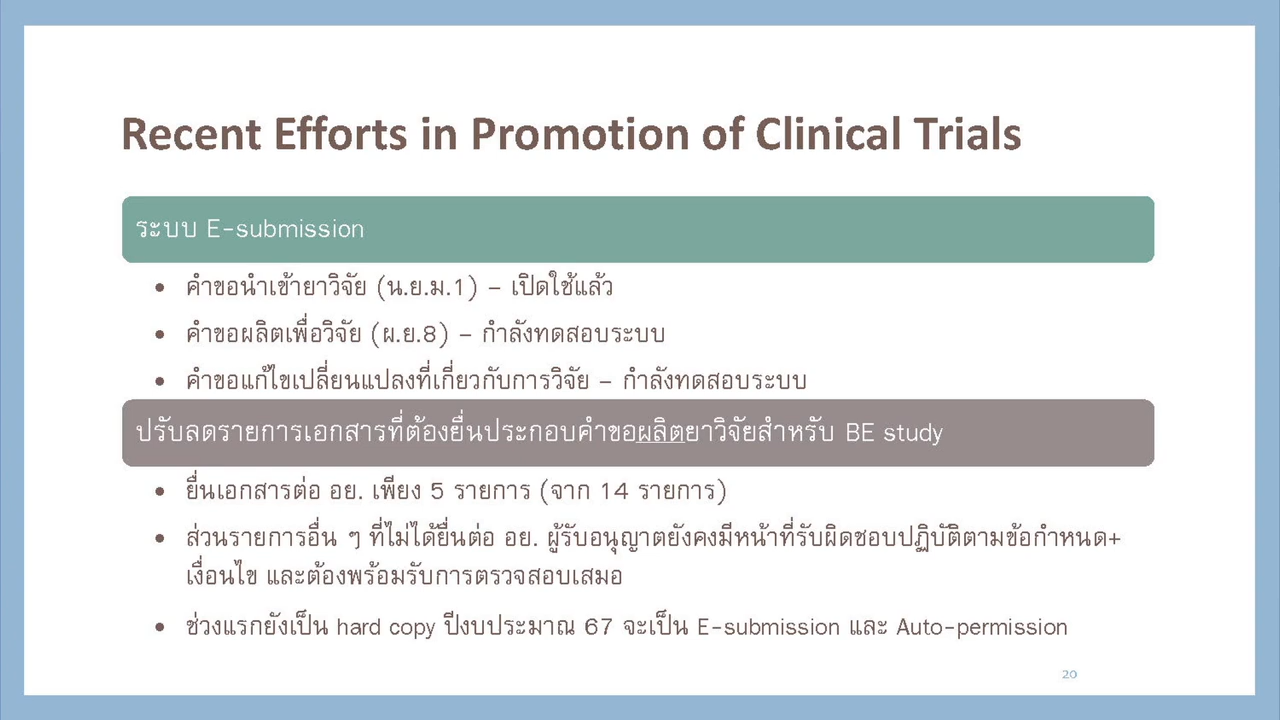 Recent Efforts in Promotion of Clinical Trials
ระบบ E-submission
• คำขอนำเข้ายาวิจัย (น.ย.ม.1) – เปิดใช้แล้ว
• คำขอผลิตเพื่อวิจัย (ผ.ย.8) – กำลังทดสอบระบบ
• คำขอแก้ไขเปลี่ยนแปลงที่เกี่ยวกับการวิจัย – กำลังทดสอบระบบ
ปรับลดรายการเอกสารที่ต้องยื่นประกอบคำขอผลิตยาวิจัยสำหรับ BE study
• ยื่นเอกสารต่อ อย. เพียง 5 รายการ (จาก 14 รายการ)
• ส่วนรายการอื่น ๆ ที่ไม่ได้ยื่นต่อ อย. ผู้รับอนุญาตยังคงมีหน้าที่รับผิดชอบปฏิบัติตามข้อกำหนด+
เงื่อนไข และต้องพร้อมรับการตรวจสอบเสมอ
• ช่วงแรกยังเป็น hard copy ปีงบประมาณ 67 จะเป็น E-submission และ Auto-permission
20